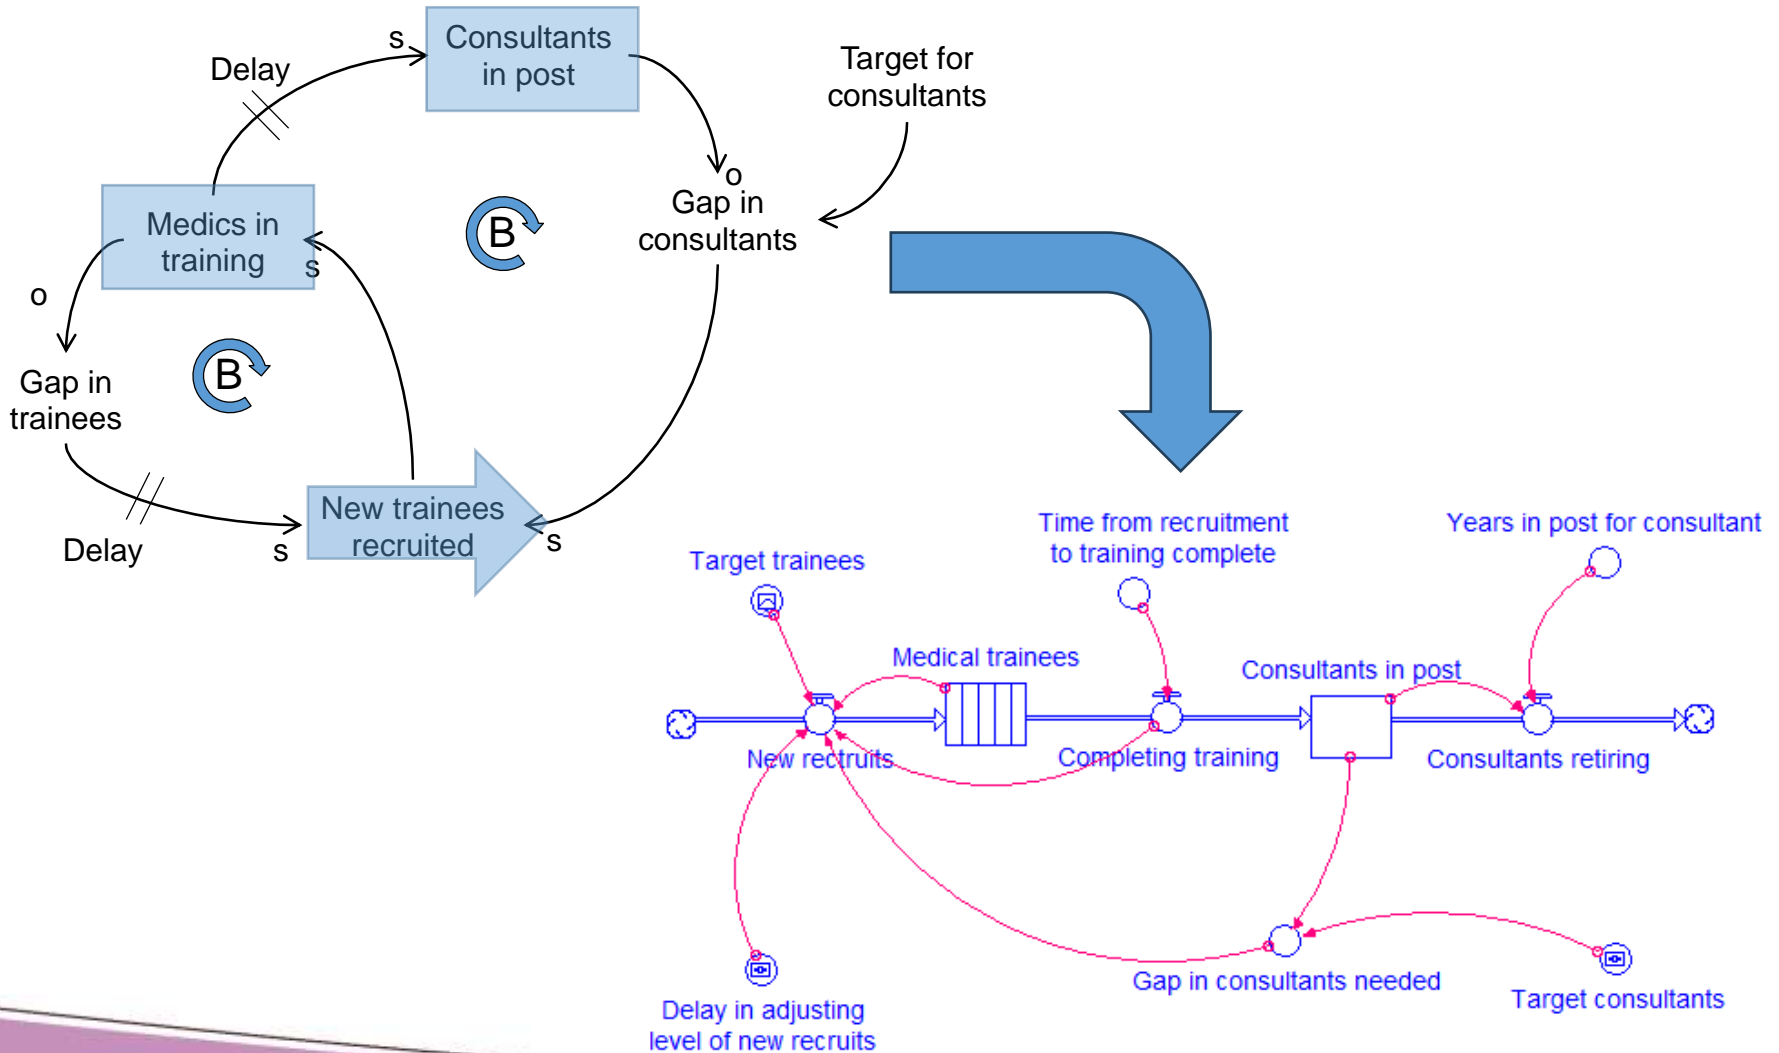 s
Consultants
in post
Delay
Target for
consultants
o
Gap in
consultants
Medics in
training
s
B
o
B
Gap in
trainees
Delay
s
New trainees
recruited
s
Time from recruitment
to training complete
Years in post for consultant
Target trainees
Medical trainees
Consultants in post
New rectruits
Completing training
Consultants retiring
Gap in consultants needed
Target consultants
Delay in adjusting
level of new recruits